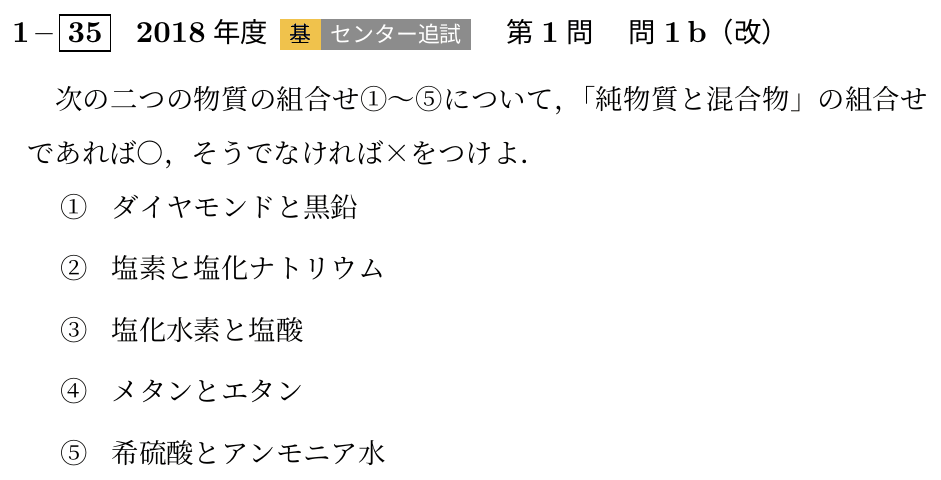 1－35 2018 年度 基 センター追試 第 1 問 問 1 b（改）
次の二つの物質の組合せ①～⑤について，「純物質と混合物」の組合せ
であれば○，そうでなければ×をつけよ．
① ダイヤモンドと黒鉛
② 塩素と塩化ナトリウム
③ 塩化水素と塩酸
④ メタンとエタン
⑤ 希硫酸とアンモニア水